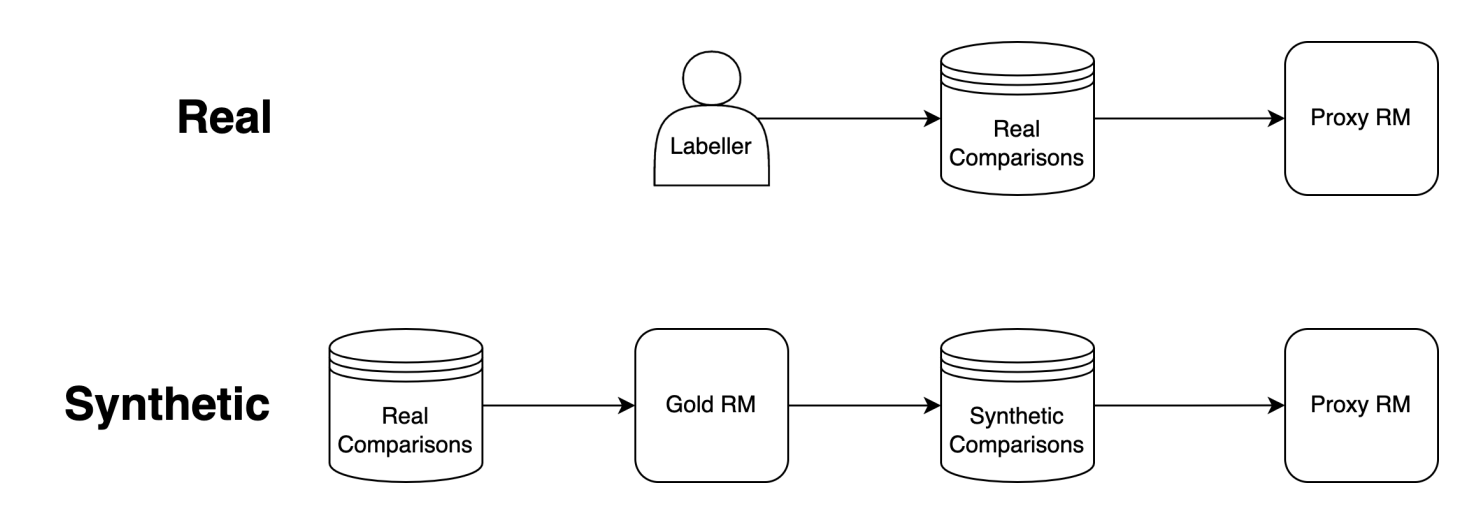 Real
Labeller
Real
Comparisons
Proxy RM
Synthetic
Real
Comparisons
Gold RM
Synthetic
Comparisons
Proxy RM